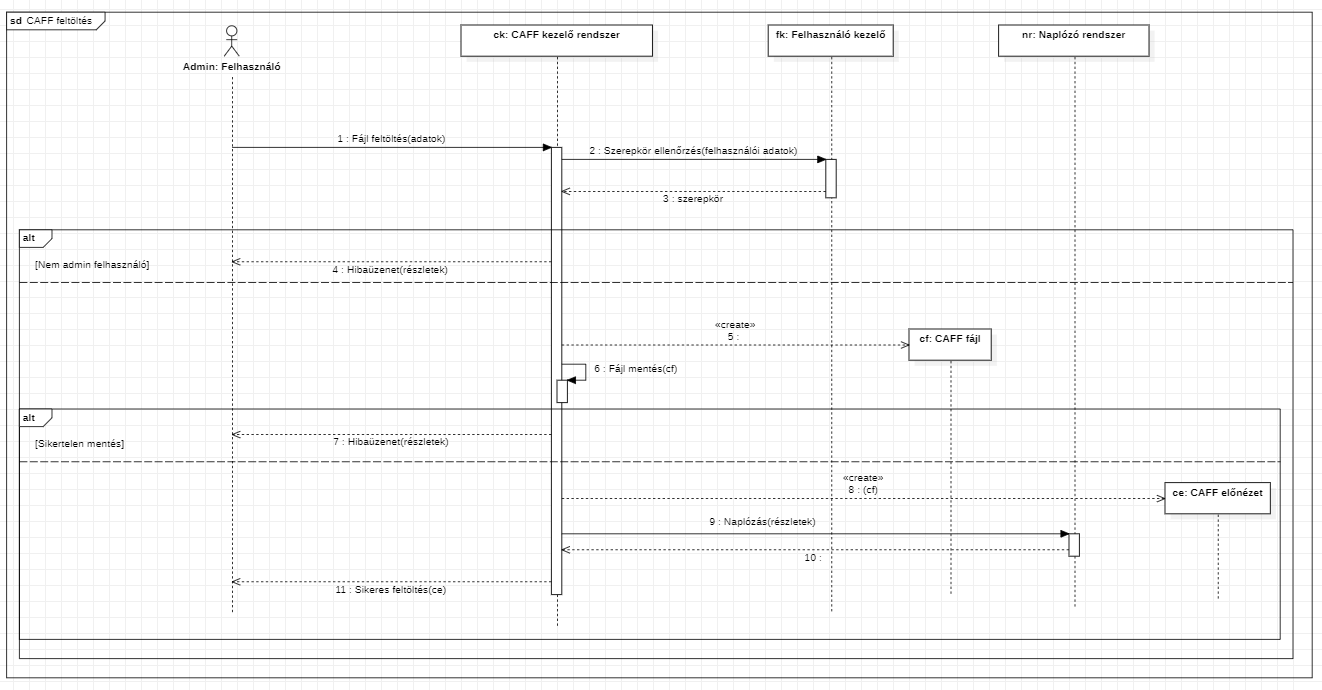 sd CAFF feltöltés
Admin: Felhasználó
ck: CAFF kezelő rendszer
fk: Felhasználó kezelő
nr: Naplózó rendszer
1 : Fájl feltöltés(adatok)
2 : Szerepkör ellenőrzés(felhasználói adatok)
3 : szerepkör
alt
[Nem admin felhasználó]
4 : Hibaüzenet(részletek)
«create»
5 :
cf: CAFF fájl
6 : Fájl mentés(cf)
alt
[Sikertelen mentés]
7 : Hibaüzenet(részletek)
«create»
8 : (cf)
ce: CAFF előnézet
9 : Naplózás(részletek)
10 :
11 : Sikeres feltöltés(ce)